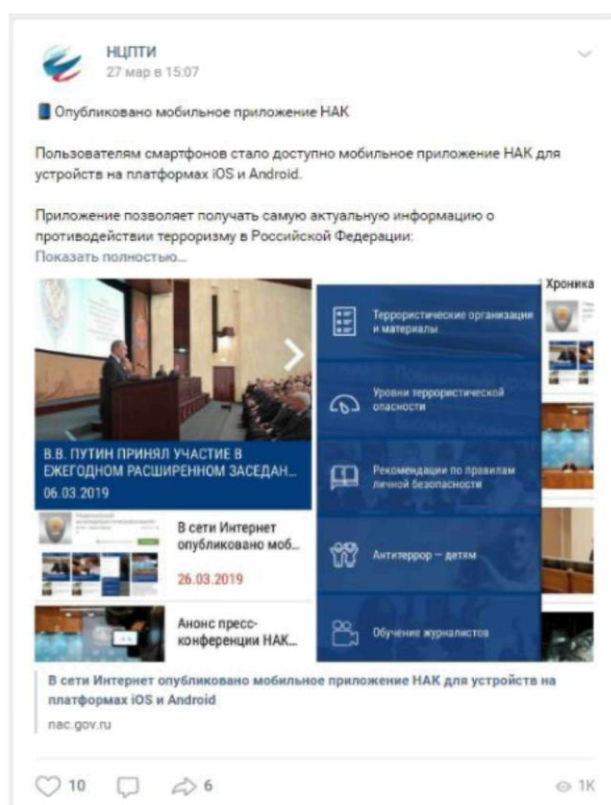 НЦПТИ
27 мар в 15:07
Опубликовано мобильное приложение НАК
Пользователям смартфонов стало доступно мобильное приложение НАК для
устройств на платформах iOS и Android.
Приложение позволяет получать самую актуальную информацию о
противодействии терроризму в Российской Федерации:
Показать полностью...
В.В. ПУТИН ПРИНЯЛ УЧАСТИЕ В
ЕЖЕГОДНОМ РАСШИРЕННОМ ЗАСЕДАН...
06.03.2019
В сети Интернет
опубликовано моб...
26.03.2019
Анонс пресс-
конференции НАК...
Террористические организации
и материалы
Уровни террористической
опасности
Рекомендации по правилам
личной безопасности
Антитеррор — детям
Обучение журналистов
Хроника
В сети Интернет опубликовано мобильное приложение НАК для устройств на
платформах iOS и Android
nac.gov.ru
10
6
1K